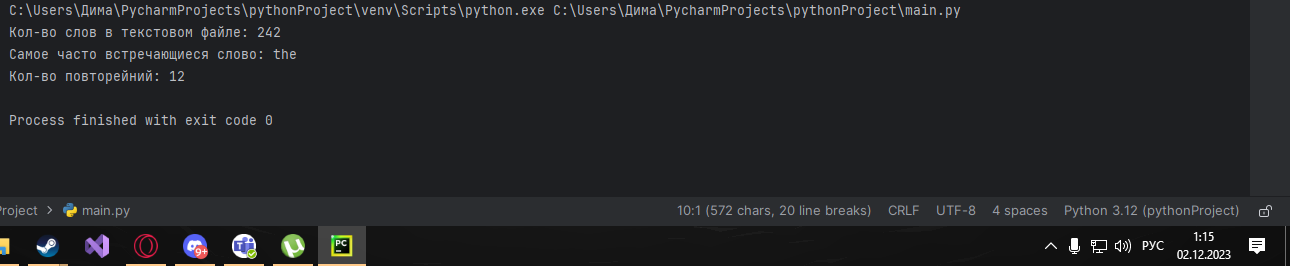 C:\Users\Дима\PycharmProjects\pythonProject\venv\Scripts\python.exe C:\Users\Дима\PycharmProjects\pythonProject\main.py
Кол-во слов в текстовом файле: 242
Самое часто встречающиеся слово: the
Кол-во повторейний: 12
Process finished with exit code 0
Project > main.py 10:1 (572 chars, 20 line breaks) CRLF UTF-8 4 spaces Python 3.12 (pythonProject)
9+ PC РУС 1:15
02.12.2023